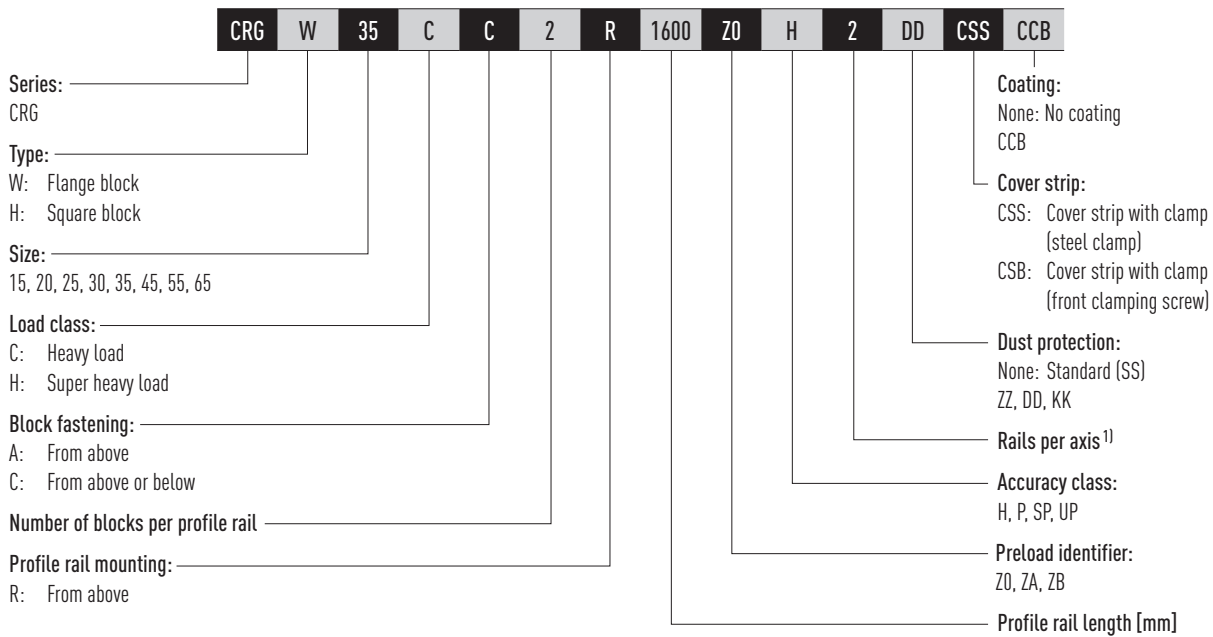 CRG W 35 C C 2 R 1600 Z0 H 2 DD CSS CCB
Series:
CRG
Type:
W: Flange block
H: Square block
Size:
15, 20, 25, 30, 35, 45, 55, 65
Load class:
C: Heavy load
H: Super heavy load
Block fastening:
A: From above
C: From above or below
Number of blocks per profile rail
Profile rail mounting:
R: From above
Coating:
None: No coating
CCB
Cover strip:
CSS: Cover strip with clamp
(steel clamp)
CSB: Cover strip with clamp
(front clamping screw)
Dust protection:
None: Standard (SS)
ZZ, DD, KK
Rails per axis 1)
Accuracy class:
H, P, SP, UP
Preload identifier:
Z0, ZA, ZB
Profile rail length [mm]